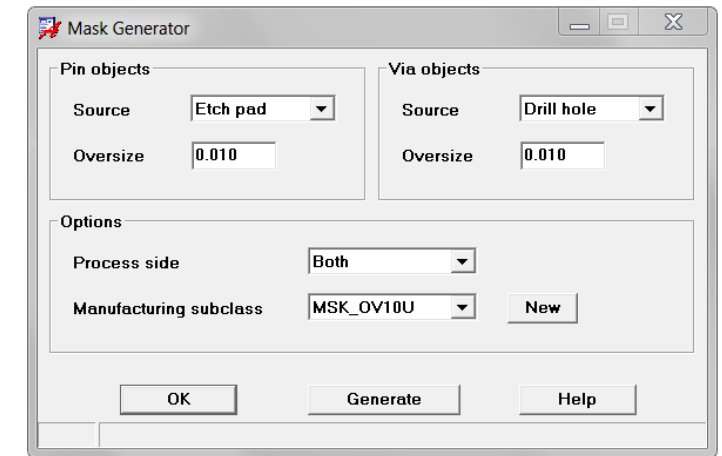 Mask Generator
Pin objects
Via objects
Source Etch pad
Source Drill hole
Oversize 0.010
Oversize 0.010
Options
Process side Both
Manufacturing subclass MSK_OV10U New
OK Generate Help